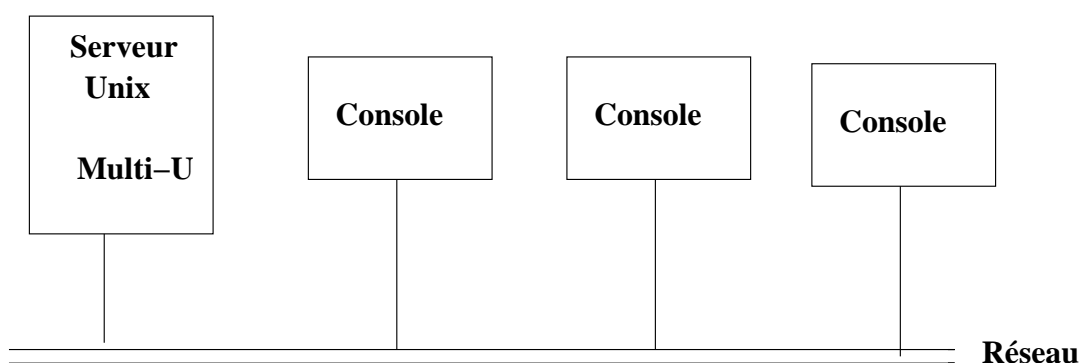 Serveur
Unix
Multi−U
Console
Console
Console
Réseau